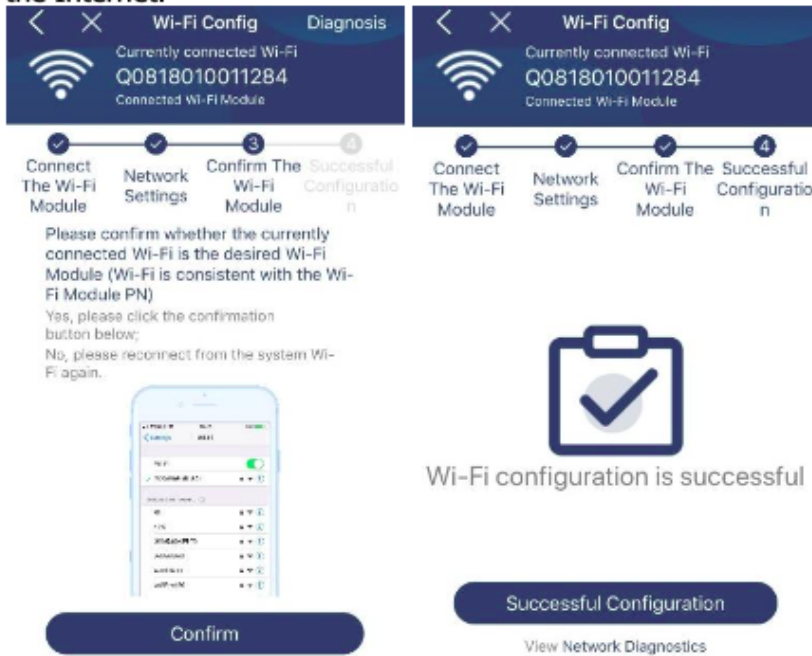 the Internet.
Wi-Fi Config Diagnosis
Currently connected Wi-Fi
Q0818010011284
Connected Wi-Fi Module
3 4
Connect
The Wi-Fi
Module
Network
Settings
Confirm The
Wi-Fi
Module
Successful
Configuratio
n
Please confirm whether the currently
connected Wi-Fi is the desired Wi-Fi
Module (Wi-Fi is consistent with the Wi-
Fi Module PN)
Yes, please click the confirmation
button below;
No, please reconnect from the system Wi-
Fi again.
Confirm
Wi-Fi Config
Currently connected Wi-Fi
Q0818010011284
Connected Wi-Fi Module
4
Connect
The Wi-Fi
Module
Network
Settings
Confirm The
Wi-Fi
Module
Successful
Configuratio
n
Wi-Fi configuration is successful
Successful Configuration
View Network Diagnostics